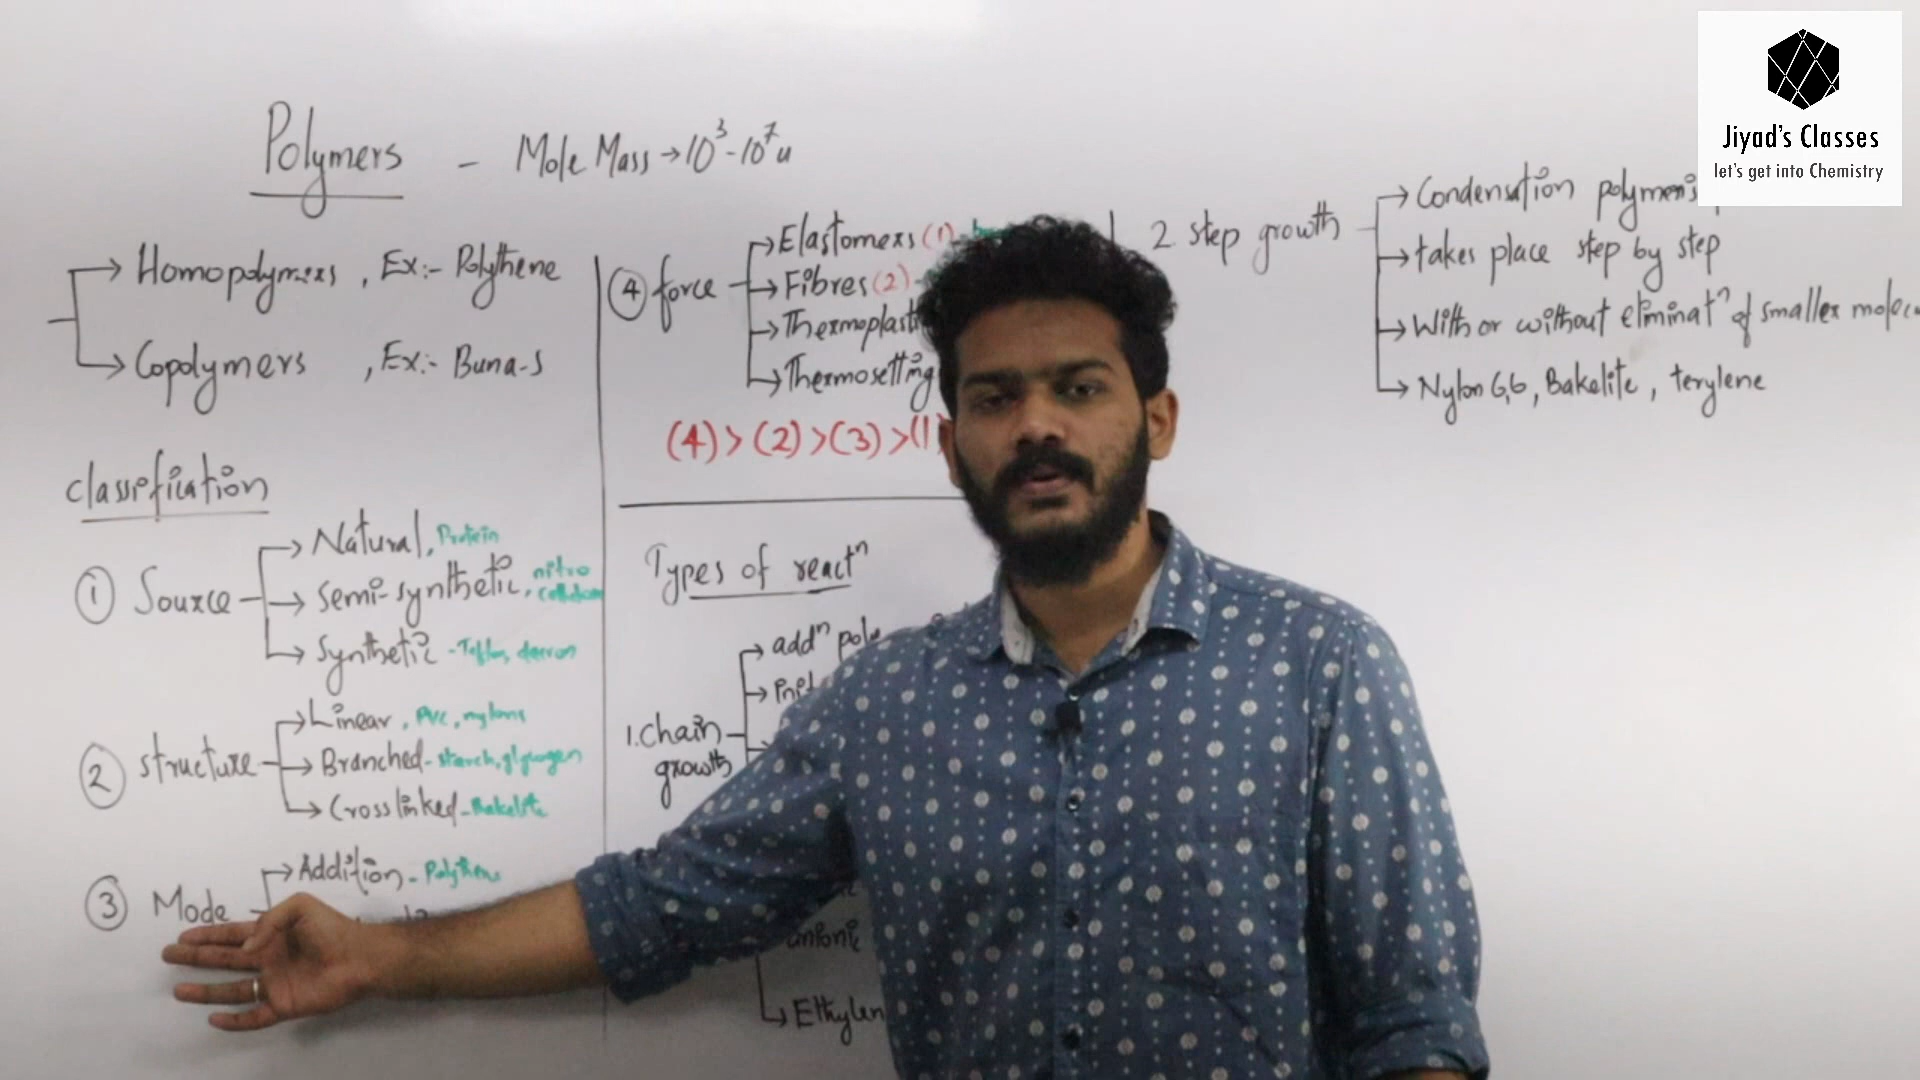 Polymers - Mole Mass → 10³-10⁷u
→ Homopolymers, Ex:- Polythene
→ Copolymers, Ex:- Buna-S
Classification
① Source
→ Natural, Protein
→ Semi-synthetic, nitro
→ Synthetic - Teflon, dacron
② Structure
→ Linear, PVC, nylons
→ Branched - starch, glycogen
→ Crosslinked - Bakelite
③ Mode
→ Addition - Polythene
④ force
→ Elastomers (1)
→ Fibres (2)
→ Thermoplasti
→ Thermosetting
(4) > (2) > (3) > (1)
Types of reactⁿ
1. Chain growth
→ addⁿ poly
anionic
→ Ethylen
2 step growth
→ Condensation
→ takes place step by step
→ With or without eliminatⁿ of smaller molecu
→ Nylon 6,6, Bakelite, terylene
Jiyad's Classes
let's get into Chemistry